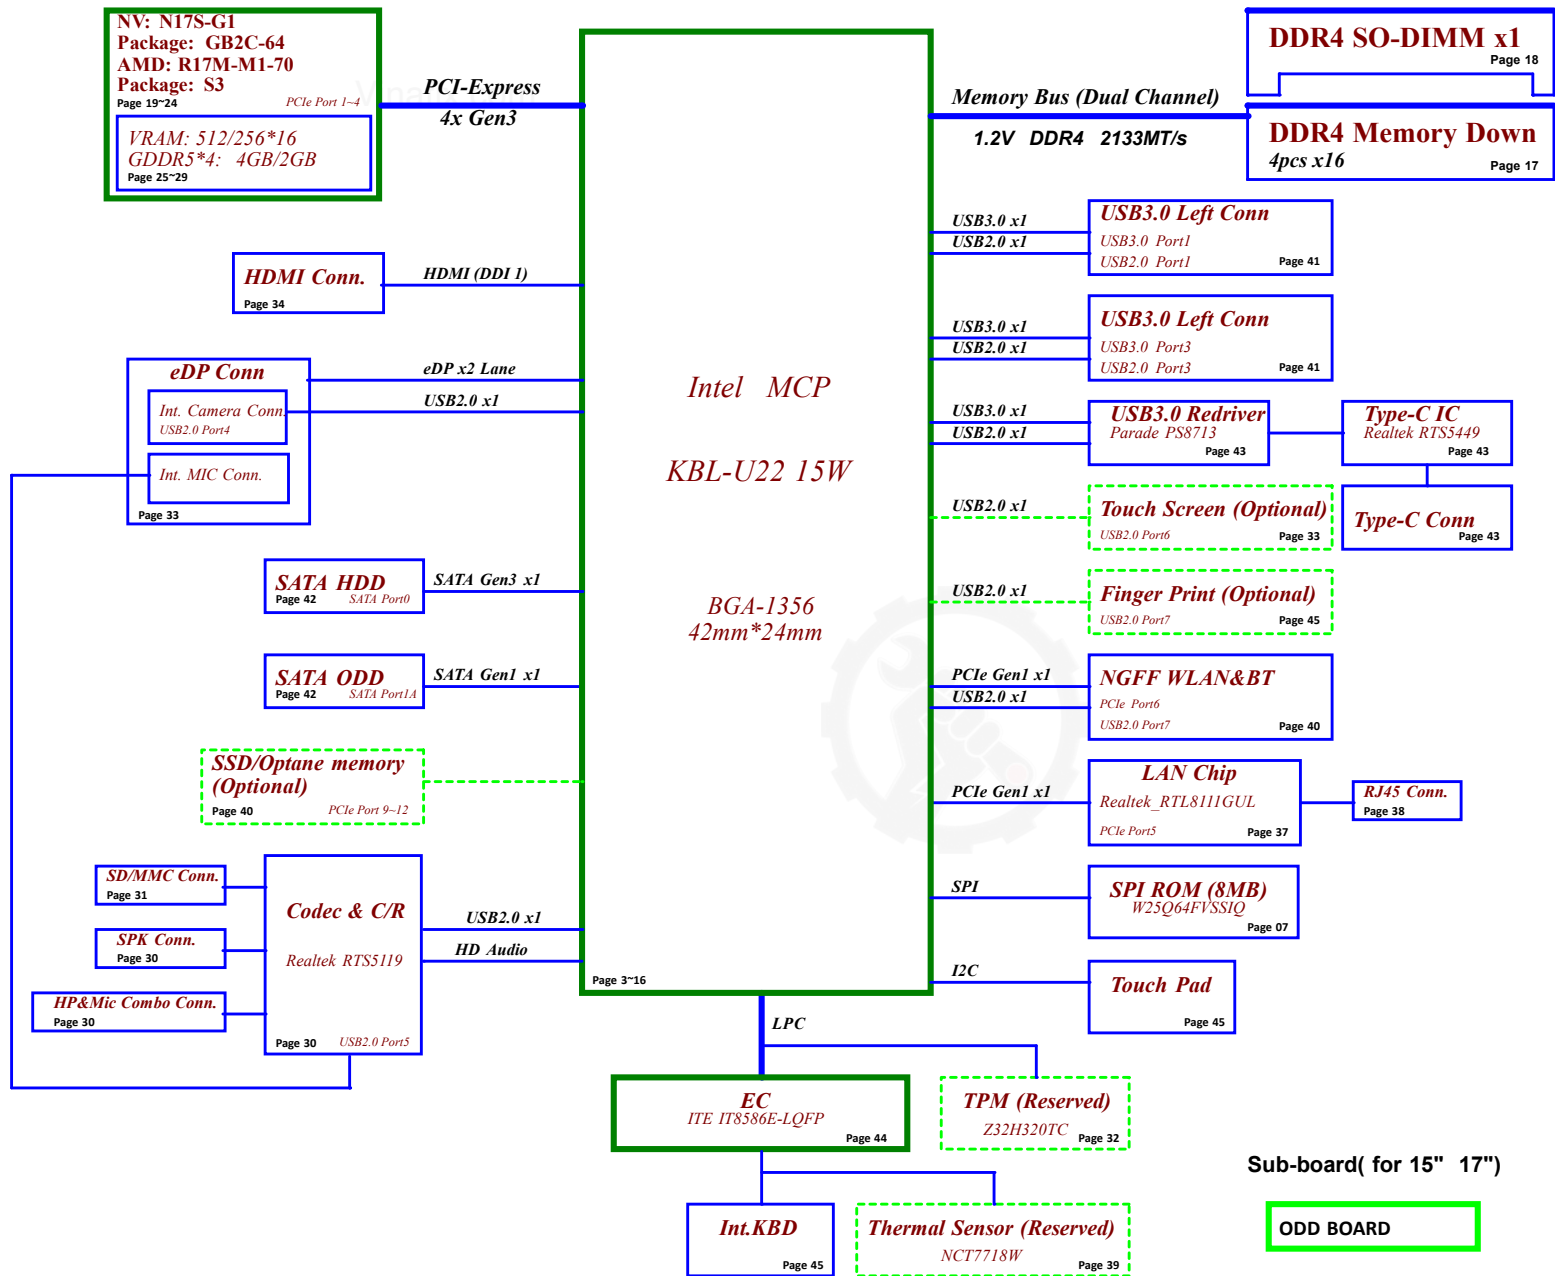 NV: N17S-G1
Package: GB2C-64
AMD: R17M-M1-70
Package: S3
Page 19~24
PCIe Port 1~4
VRAM: 512/256*16
GDDR5*4: 4GB/2GB
Page 25~29
PCI-Express
4x Gen3
Memory Bus (Dual Channel)
1.2V DDR4 2133MT/s
DDR4 SO-DIMM x1
Page 18
DDR4 Memory Down
4pcs x16
Page 17
HDMI Conn.
Page 34
HDMI (DDI 1)
eDP Conn
Int. Camera Conn.
USB2.0 Port4
Int. MIC Conn.
Page 33
eDP x2 Lane
USB2.0 x1
SATA HDD
Page 42
SATA Port0
SATA Gen3 x1
SATA ODD
Page 42
SATA Port1A
SATA Gen1 x1
SSD/Optane memory
(Optional)
Page 40
PCIe Port 9~12
SD/MMC Conn.
Page 31
SPK Conn.
Page 30
HP&Mic Combo Conn.
Page 30
Codec & C/R
Realtek RTS5119
Page 30
USB2.0 Port5
USB2.0 x1
HD Audio
Intel MCP
KBL-U22 15W
BGA-1356
42mm*24mm
Page 3~16
USB3.0 x1
USB2.0 x1
USB3.0 Left Conn
USB3.0 Port1
USB2.0 Port1
Page 41
USB3.0 x1
USB2.0 x1
USB3.0 Left Conn
USB3.0 Port3
USB2.0 Port3
Page 41
USB3.0 x1
USB2.0 x1
USB3.0 Redriver
Parade PS8713
Page 43
Type-C IC
Realtek RTS5449
Page 43
Type-C Conn
Page 43
USB2.0 x1
Touch Screen (Optional)
USB2.0 Port6
Page 33
USB2.0 x1
Finger Print (Optional)
USB2.0 Port7
Page 45
PCIe Gen1 x1
USB2.0 x1
NGFF WLAN&BT
PCIe Port6
USB2.0 Port7
Page 40
PCIe Gen1 x1
LAN Chip
Realtek_RTL8111GUL
PCIe Port5
Page 37
RJ45 Conn.
Page 38
SPI
SPI ROM (8MB)
W25Q64FVSSIQ
Page 07
I2C
Touch Pad
Page 45
LPC
EC
ITE IT8586E-LQFP
Page 44
TPM (Reserved)
Z32H320TC
Page 32
Int.KBD
Page 45
Thermal Sensor (Reserved)
NCT7718W
Page 39
Sub-board( for 15" 17")
ODD BOARD